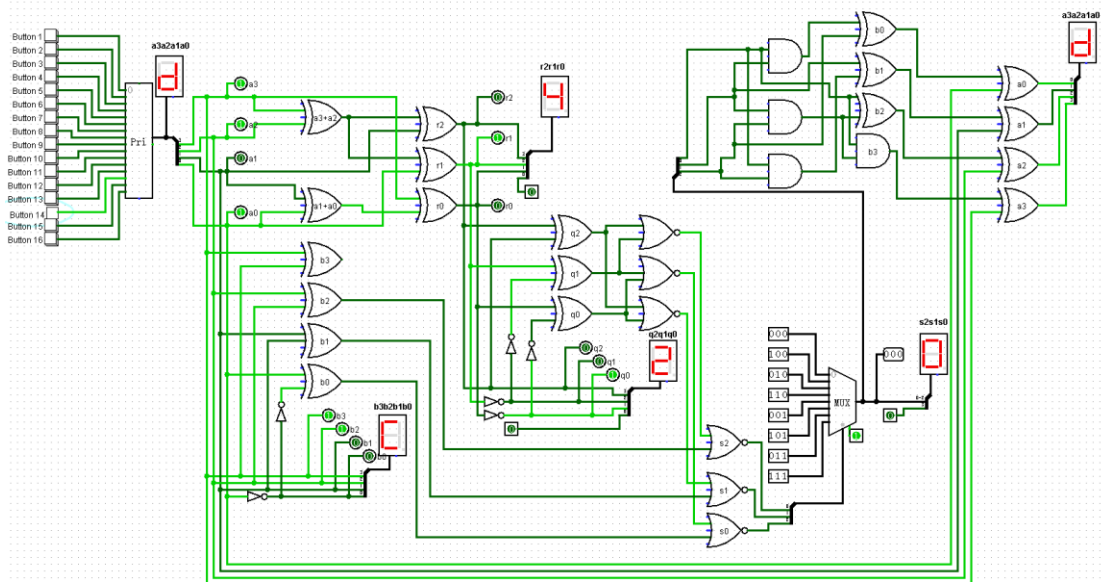 Button 1
Button 2
Button 3
Button 4
Button 5
Button 6
Button 7
Button 8
Button 9
Button 10
Button 11
Button 12
Button 13
Button 14
Button 15
Button 16
0
Pri
a3a2a1a0
d
a3
a2
a1
a0
a3+a2
a1+a0
r2
r1
r0
r2
r1
r0
r2r1r0
4
b3
b2
b1
b0
b3
b2
b1
b0
b3b2b1b0
C
q2
q1
q0
q2
q1
q0
q2q1q0
2
s2
s1
s0
000
100
010
110
001
101
011
111
MUX
000
s2s1s0
0
b0
b1
b2
b3
a0
a1
a2
a3
a3a2a1a0
d